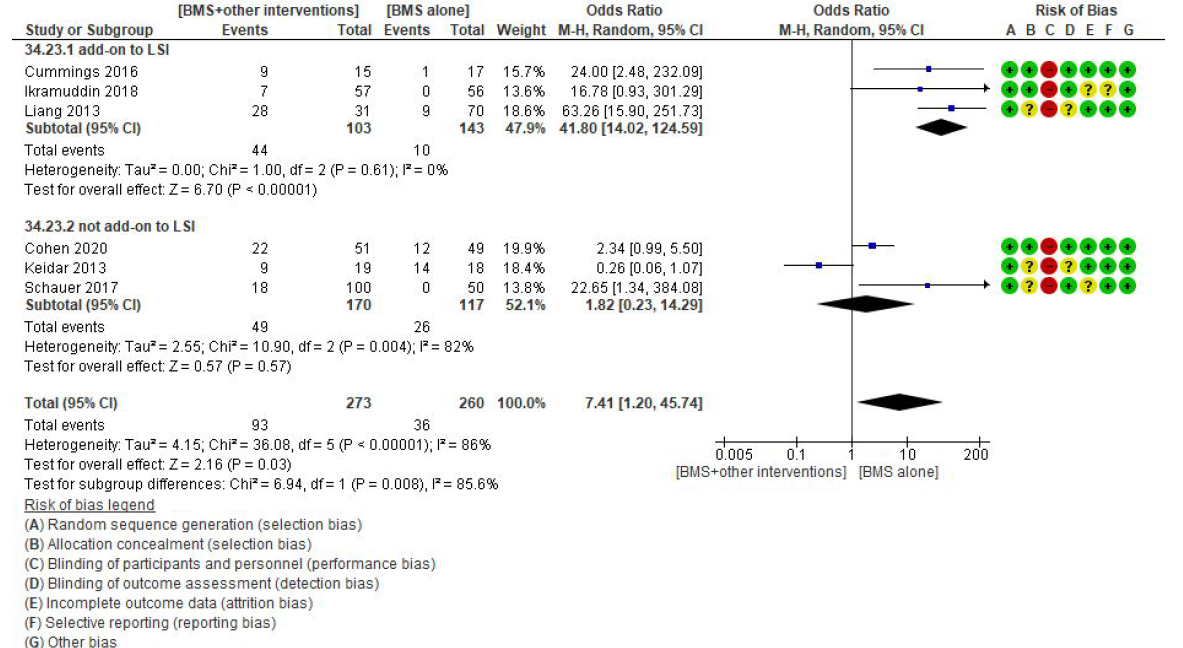 [BMS+other interventions] [BMS alone] Odds Ratio Odds Ratio Risk of Bias
Study or Subgroup Events Total Events Total Weight M-H, Random, 95% CI M-H, Random, 95% CI A B C D E F G
34.23.1 add-on to LSI
Cummings 2016 9 15 1 17 15.7% 24.00 [2.48, 232.09] + + - + + + +
Ikramuddin 2018 7 57 0 56 13.6% 16.78 [0.93, 301.29] + + - + ? ? +
Liang 2013 28 31 9 70 18.6% 63.26 [15.90, 251.73] + ? - ? + + +
Subtotal (95% CI) 103 143 47.9% 41.80 [14.02, 124.59]
Total events 44 10
Heterogeneity: Tau² = 0.00; Chi² = 1.00, df = 2 (P = 0.61); I² = 0%
Test for overall effect: Z = 6.70 (P < 0.00001)
34.23.2 not add-on to LSI
Cohen 2020 22 51 12 49 19.9% 2.34 [0.99, 5.50] + + - + + + +
Keidar 2013 9 19 14 18 18.4% 0.26 [0.06, 1.07] + ? - ? + + +
Schauer 2017 18 100 0 50 13.8% 22.65 [1.34, 384.08] + ? - + ? + +
Subtotal (95% CI) 170 117 52.1% 1.82 [0.23, 14.29]
Total events 49 26
Heterogeneity: Tau² = 2.55; Chi² = 10.90, df = 2 (P = 0.004); I² = 82%
Test for overall effect: Z = 0.57 (P = 0.57)
Total (95% CI) 273 260 100.0% 7.41 [1.20, 45.74]
Total events 93 36
Heterogeneity: Tau² = 4.15; Chi² = 36.08, df = 5 (P < 0.00001); I² = 86%
Test for overall effect: Z = 2.16 (P = 0.03)
Test for subgroup differences: Chi² = 6.94, df = 1 (P = 0.008), I² = 85.6%
0.005 0.1 1 10 200
[BMS+other interventions] [BMS alone]
Risk of bias legend
(A) Random sequence generation (selection bias)
(B) Allocation concealment (selection bias)
(C) Blinding of participants and personnel (performance bias)
(D) Blinding of outcome assessment (detection bias)
(E) Incomplete outcome data (attrition bias)
(F) Selective reporting (reporting bias)
(G) Other bias